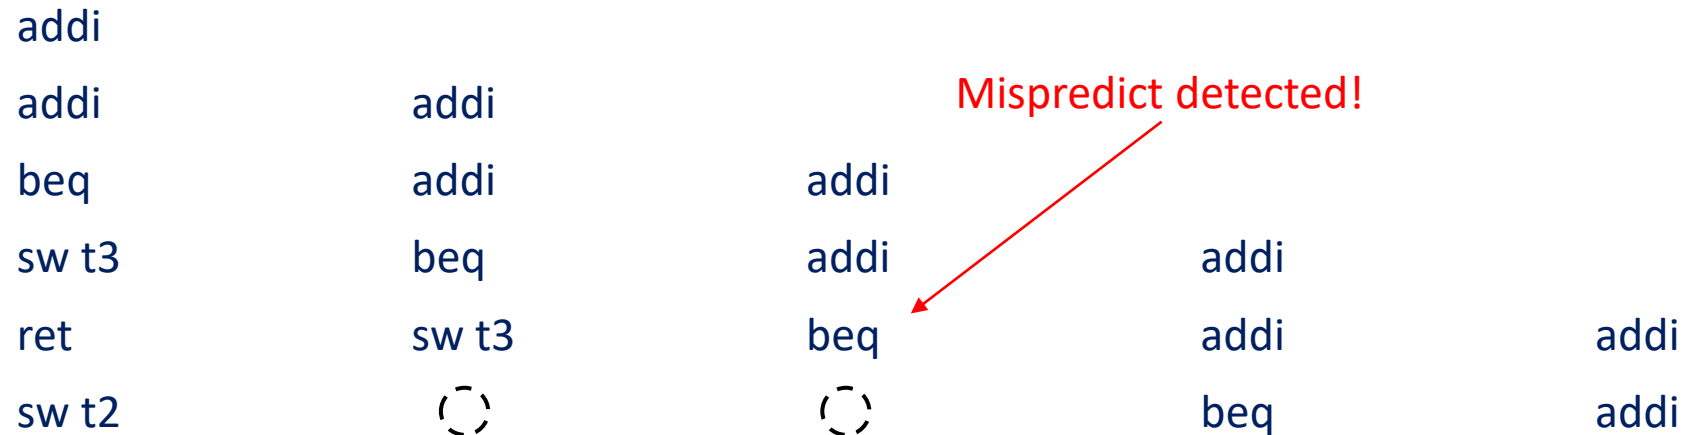 addi
addi addi Mispredict detected!
beq addi addi
sw t3 beq addi addi
ret sw t3 beq addi addi
sw t2 beq addi